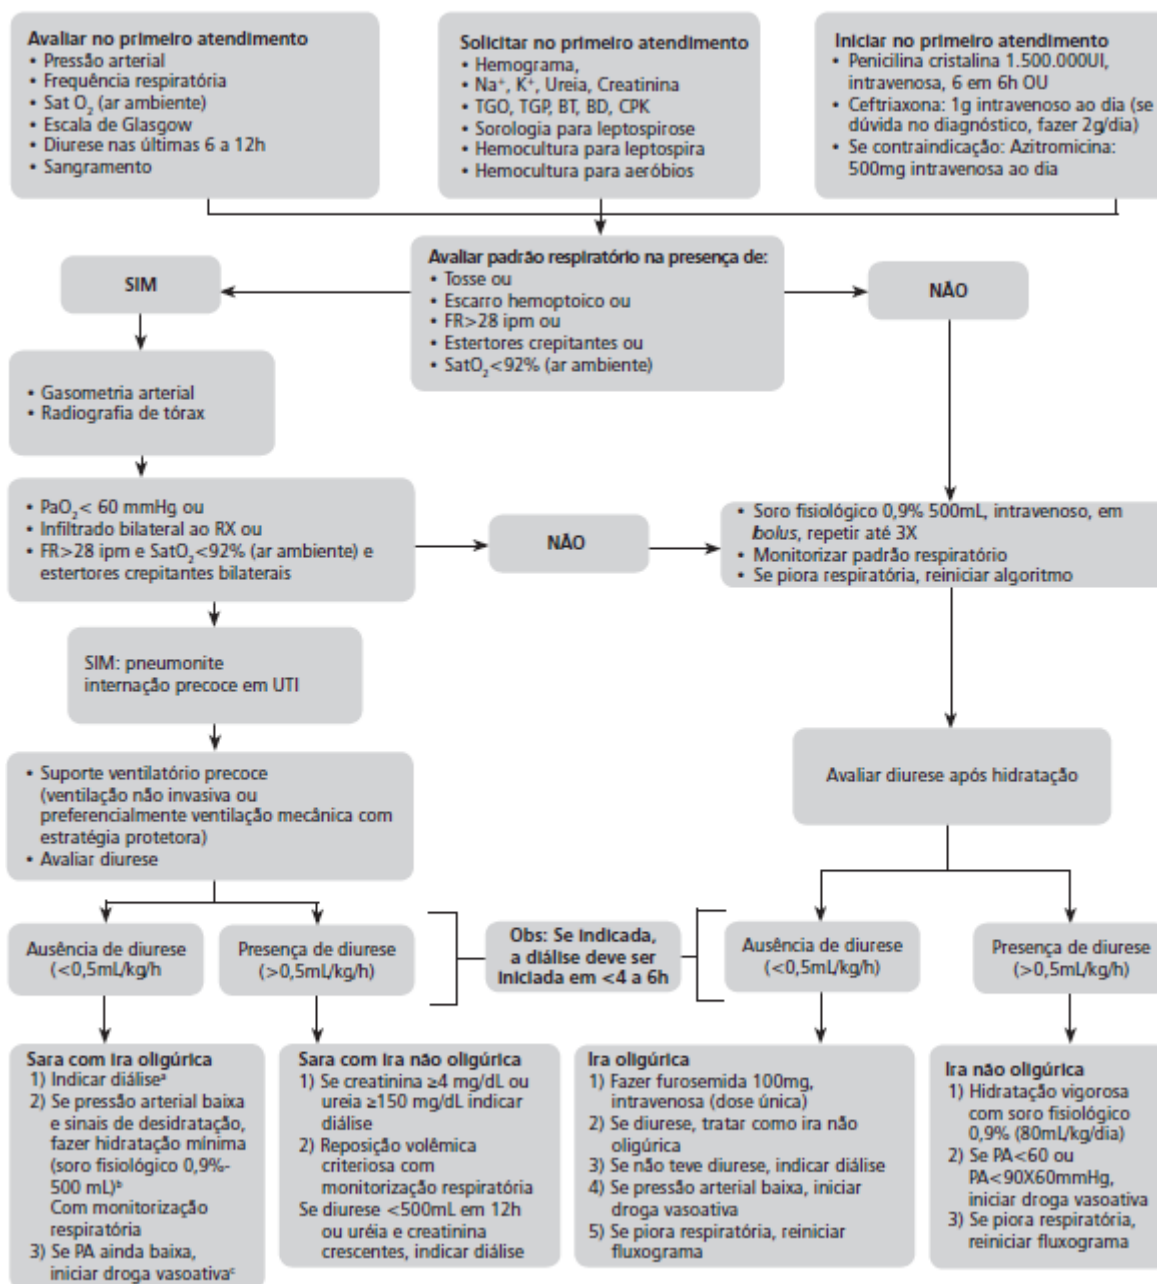 Avaliar no primeiro atendimento
• Pressão arterial
• Frequência respiratória
• Sat O₂ (ar ambiente)
• Escala de Glasgow
• Diurese nas últimas 6 a 12h
• Sangramento
Solicitar no primeiro atendimento
• Hemograma,
• Na⁺, K⁺, Ureia, Creatinina
• TGO, TGP, BT, BD, CPK
• Sorologia para leptospirose
• Hemocultura para leptospira
• Hemocultura para aeróbios
Iniciar no primeiro atendimento
• Penicilina cristalina 1.500.000UI,
intravenosa, 6 em 6h OU
• Ceftriaxona: 1g intravenoso ao dia (se
dúvida no diagnóstico, fazer 2g/dia)
• Se contraindicação: Azitromicina:
500mg intravenosa ao dia
Avaliar padrão respiratório na presença de:
• Tosse ou
• Escarro hemoptoico ou
• FR>28 ipm ou
• Estertores crepitantes ou
• SatO₂<92% (ar ambiente)
SIM
NÃO
• Gasometria arterial
• Radiografia de tórax
• PaO₂< 60 mmHg ou
• Infiltrado bilateral ao RX ou
• FR>28 ipm e SatO₂<92% (ar ambiente) e
estertores crepitantes bilaterais
NÃO
• Soro fisiológico 0,9% 500mL, intravenoso, em
bolus, repetir até 3X
• Monitorizar padrão respiratório
• Se piora respiratória, reiniciar algoritmo
SIM: pneumonite
internação precoce em UTI
• Suporte ventilatório precoce
(ventilação não invasiva ou
preferencialmente ventilação mecânica com
estratégia protetora)
• Avaliar diurese
Avaliar diurese após hidratação
Ausência de diurese
(<0,5mL/kg/h
Presença de diurese
(>0,5mL/kg/h)
Obs: Se indicada,
a diálise deve ser
iniciada em <4 a 6h
Ausência de diurese
(<0,5mL/kg/h)
Presença de diurese
(>0,5mL/kg/h)
Sara com ira oligúrica
1) Indicar diáliseᵃ
2) Se pressão arterial baixa
e sinais de desidratação,
fazer hidratação mínima
(soro fisiológico 0,9%-
500 mL)ᵇ
Com monitorização
respiratória
3) Se PA ainda baixa,
iniciar droga vasoativaᶜ
Sara com ira não oligúrica
1) Se creatinina ≥4 mg/dL ou
ureia ≥150 mg/dL indicar
diálise
2) Reposição volêmica
criteriosa com
monitorização respiratória
Se diurese <500mL em 12h
ou uréia e creatinina
crescentes, indicar diálise
Ira oligúrica
1) Fazer furosemida 100mg,
intravenosa (dose única)
2) Se diurese, tratar como ira não
oligúrica
3) Se não teve diurese, indicar diálise
4) Se pressão arterial baixa, iniciar
droga vasoativa
5) Se piora respiratória, reiniciar
fluxograma
Ira não oligúrica
1) Hidratação vigorosa
com soro fisiológico
0,9% (80mL/kg/dia)
2) Se PA<60 ou
PA<90X60mmHg,
iniciar droga vasoativa
3) Se piora respiratória,
reiniciar fluxograma